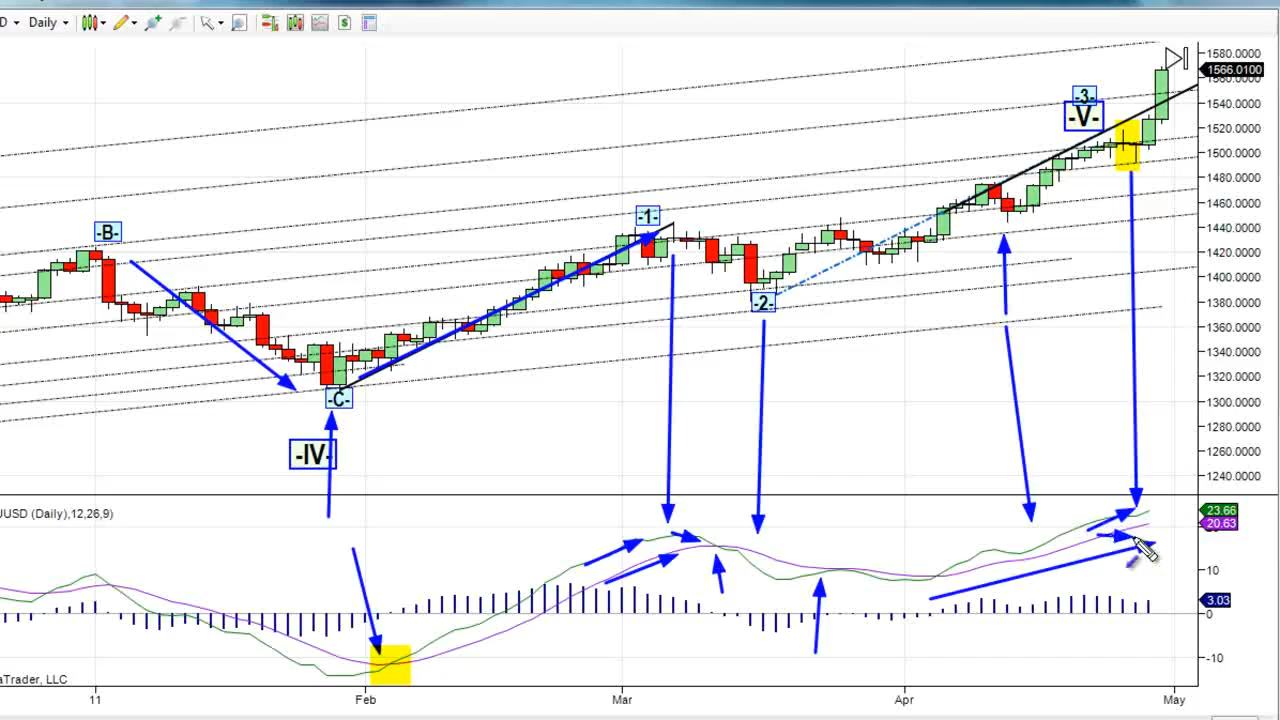 D
Daily
$
1580.0000
1566.0100
1540.0000
1520.0000
1500.0000
1480.0000
1460.0000
1440.0000
1420.0000
1400.0000
1380.0000
1360.0000
1340.0000
1320.0000
1300.0000
1280.0000
1260.0000
1240.0000
-3-
-V-
-1-
-B-
-2-
-C-
-IV-
UUSD (Daily),12,26,9)
23.66
20.63
10
3.03
0
-10
aTrader, LLC
11
Feb
Mar
Apr
May